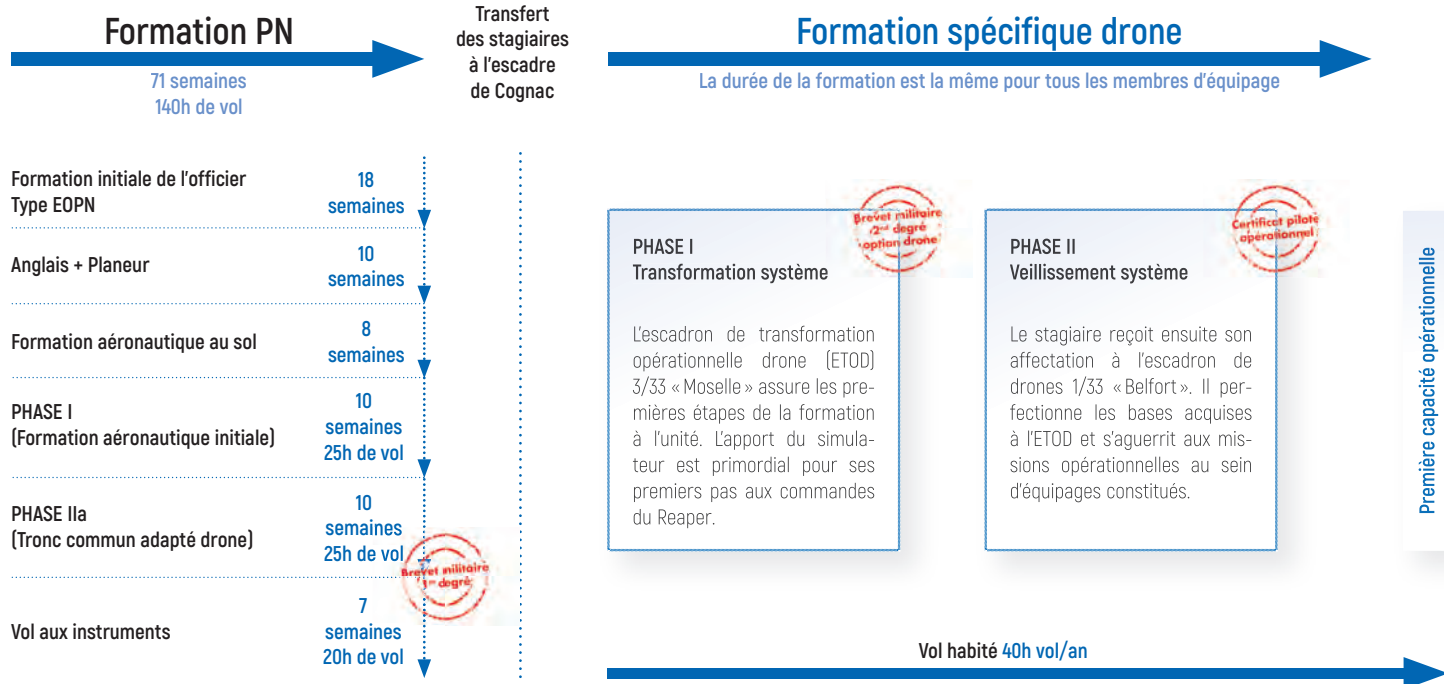 Formation PN
71 semaines
140h de vol
Transfert
des stagiaires
à l'escadre
de Cognac
Formation spécifique drone
La durée de la formation est la même pour tous les membres d'équipage
Formation initiale de l'officier
Type EOPN
18
semaines
Anglais + Planeur
10
semaines
Formation aéronautique au sol
8
semaines
PHASE I
(Formation aéronautique initiale)
10
semaines
25h de vol
PHASE IIa
(Tronc commun adapté drone)
10
semaines
25h de vol
Brevet militaire
1er degré
Vol aux instruments
7
semaines
20h de vol
Brevet militaire
2nd degré
option drone
PHASE I
Transformation système
L'escadron de transformation
opérationnelle drone (ETOD)
3/33 « Moselle » assure les pre-
mières étapes de la formation
à l'unité. L'apport du simula-
teur est primordial pour ses
premiers pas aux commandes
du Reaper.
Certificat pilote
opérationnel
PHASE II
Veillissement système
Le stagiaire reçoit ensuite son
affectation à l'escadron de
drones 1/33 « Belfort ». Il per-
fectionne les bases acquises
à l'ETOD et s'aguerrit aux mis-
sions opérationnelles au sein
d'équipages constitués.
Première capacité opérationnelle
Vol habité 40h vol/an